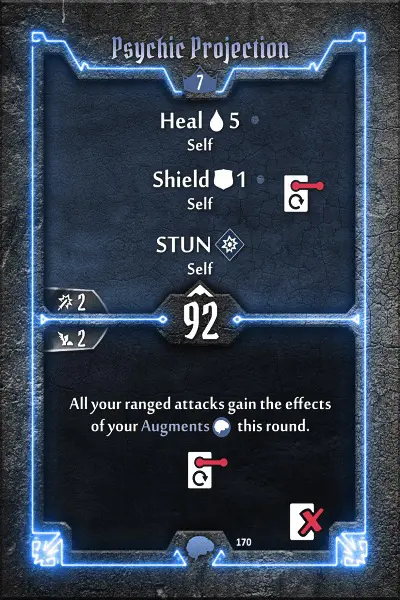 Psychic Projection
7
Heal 5
Self
Shield 1
Self
STUN
Self
2
92
2
All your ranged attacks gain the effects
of your Augments this round.
170